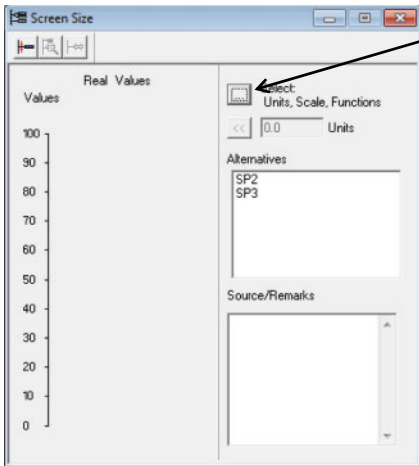 Screen Size
Real Values
Values
100
90
80
70
60
50
40
30
20
10
0
Select:
Units, Scale, Functions
<<
0.0
Units
Alternatives
SP2
SP3
Source/Remarks